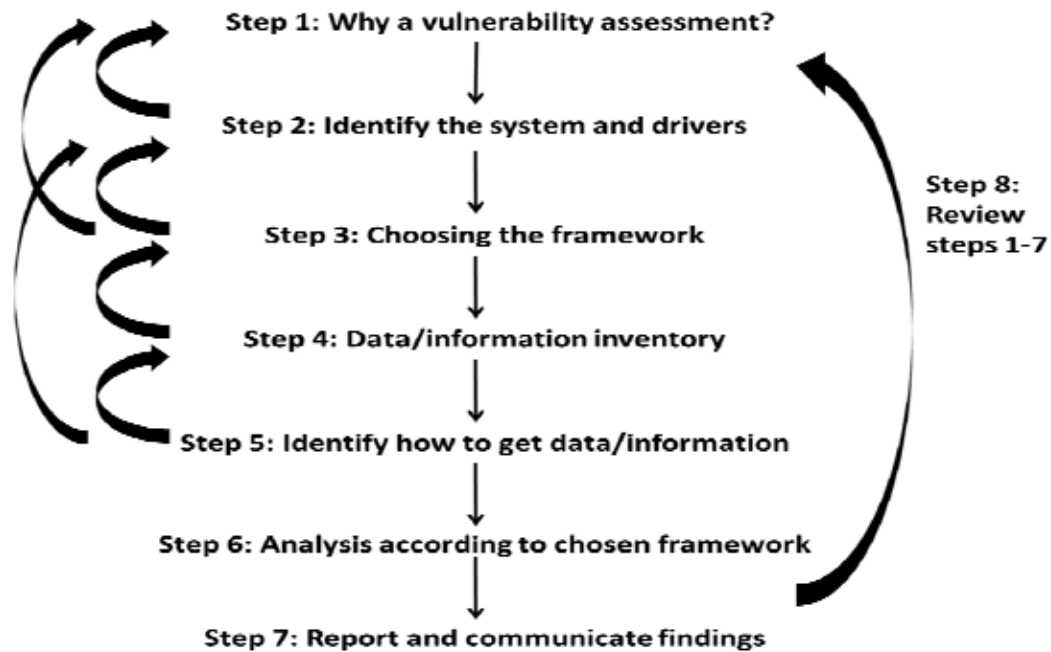 Step 1: Why a vulnerability assessment?
Step 2: Identify the system and drivers
Step 3: Choosing the framework
Step 4: Data/information inventory
Step 5: Identify how to get data/information
Step 6: Analysis according to chosen framework
Step 7: Report and communicate findings
Step 8:
Review
steps 1-7